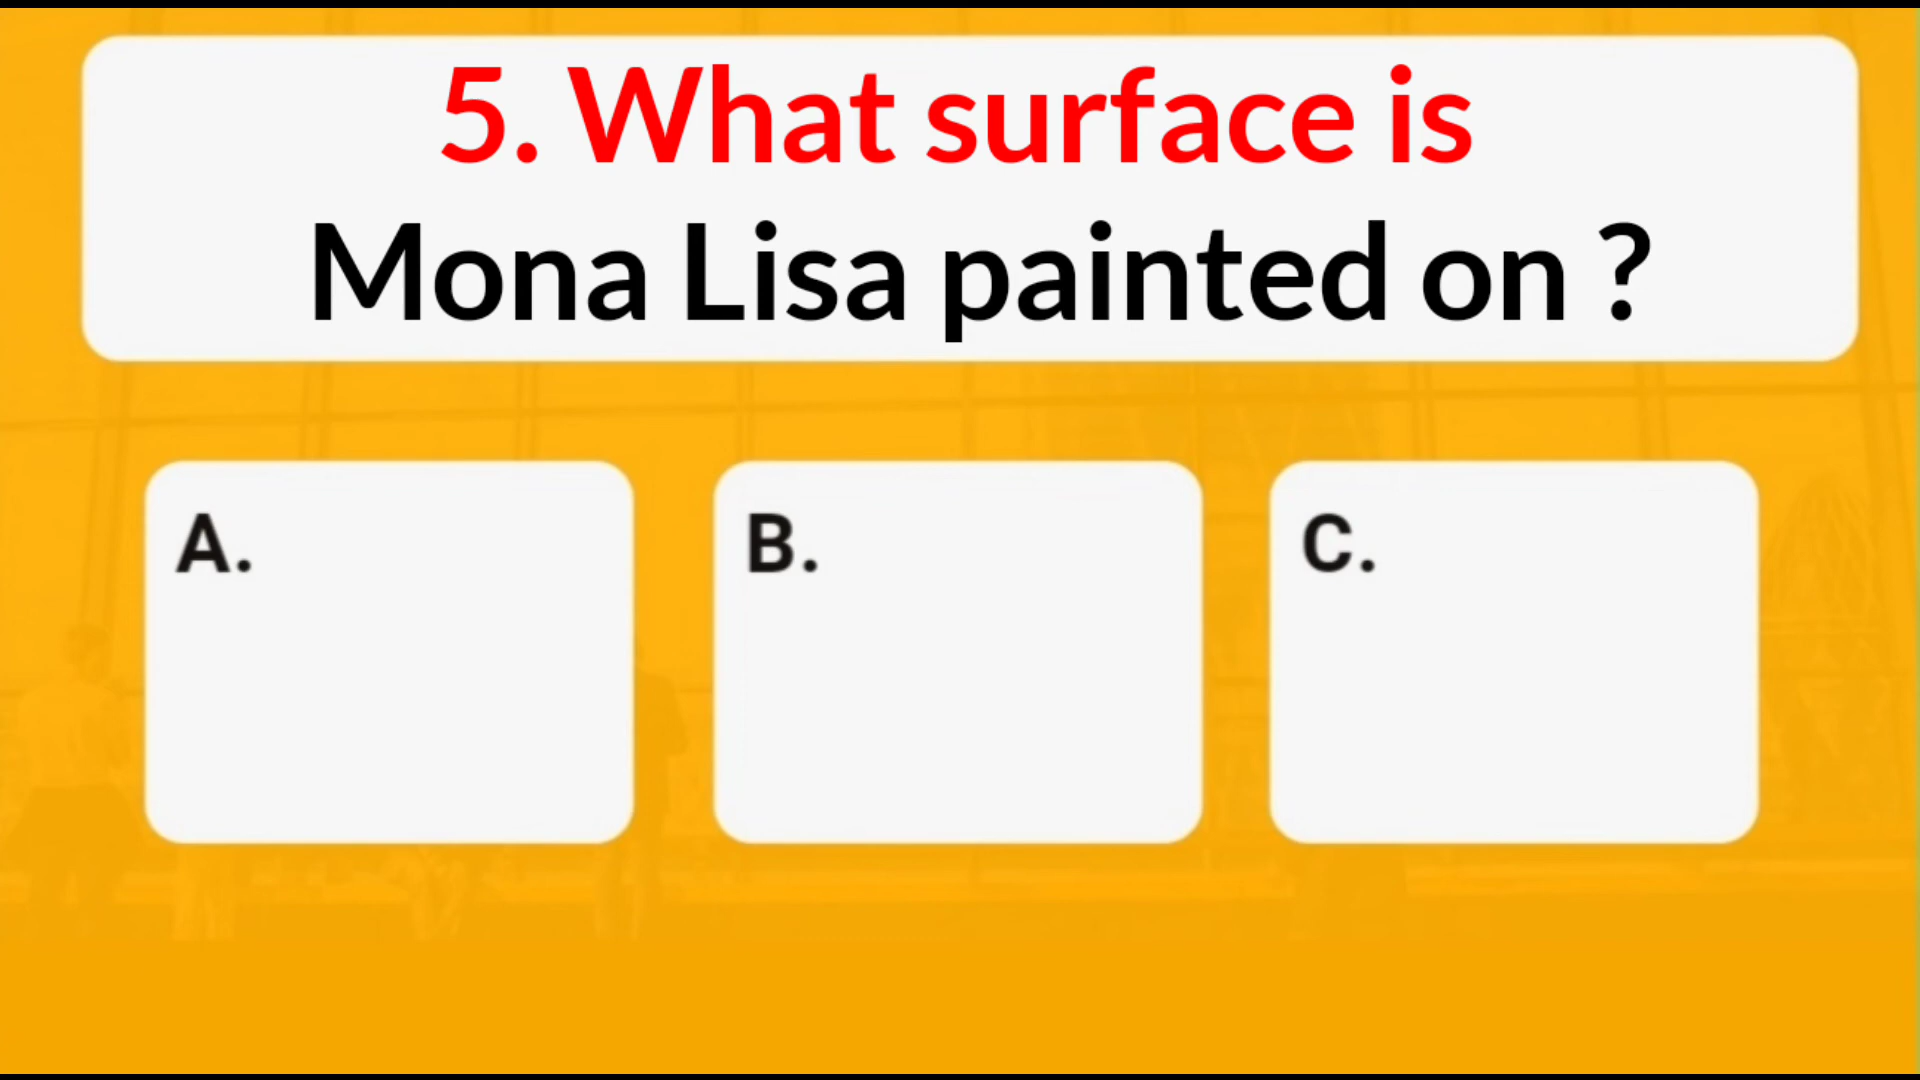 5. What surface is
Mona Lisa painted on ?
A.
B.
C.